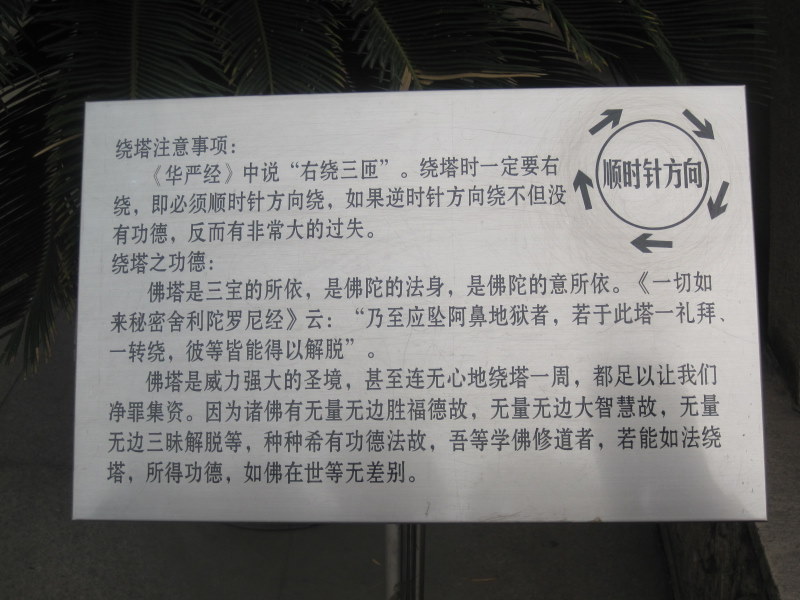 绕塔注意事项：
《华严经》中说“右绕三匝”。绕塔时一定要右
绕，即必须顺时针方向绕，如果逆时针方向绕不但没
有功德，反而有非常大的过失。
顺时针方向
绕塔之功德：
佛塔是三宝的所依，是佛陀的法身，是佛陀的意所依。《一切如
来秘密舍利陀罗尼经》云：“乃至应坠阿鼻地狱者，若于此塔一礼拜、
一转绕，彼等皆能得以解脱”。
佛塔是威力强大的圣境，甚至连无心地绕塔一周，都足以让我们
净罪集资。因为诸佛有无量无边胜福德故，无量无边大智慧故，无量
无边三昧解脱等，种种希有功德法故，吾等学佛修道者，若能如法绕
塔，所得功德，如佛在世等无差别。